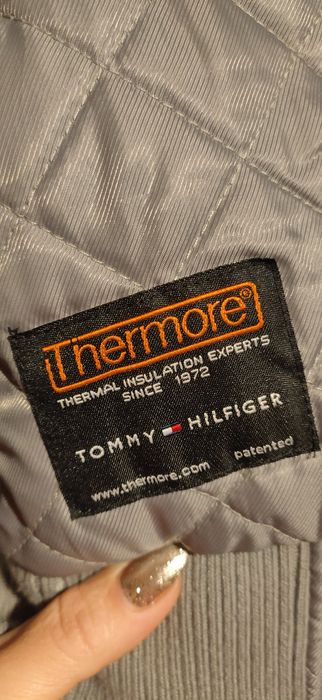 Thermore®
THERMAL INSULATION EXPERTS
SINCE 1972
TOMMY HILFIGER
patented
www.thermore.com